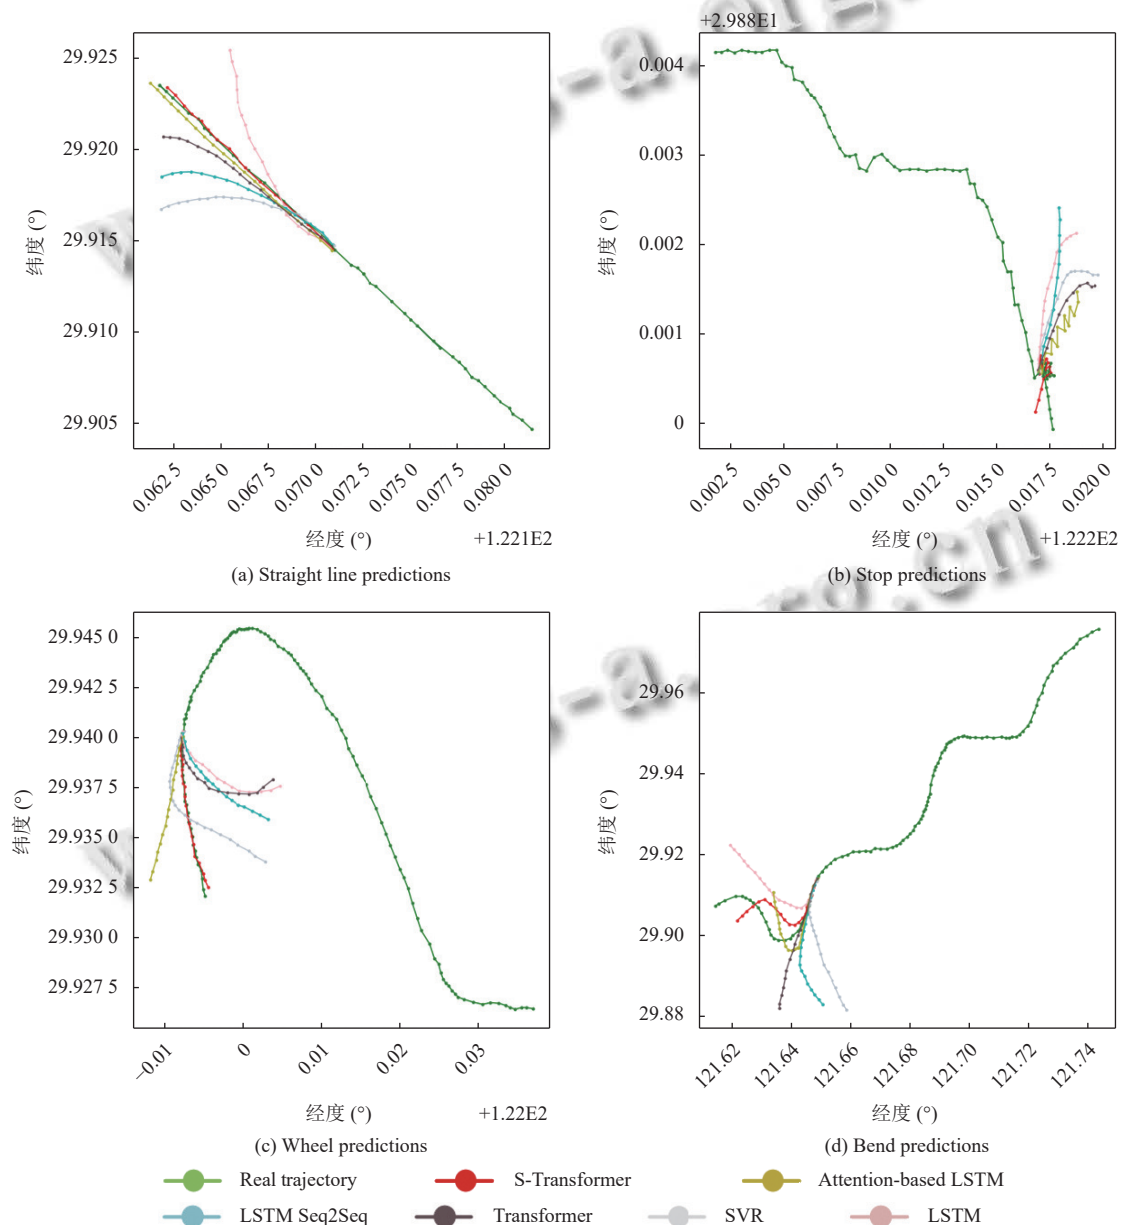 +2.988E1
29.925
29.920
29.915
29.910
29.905
纬度 (°)
0.062 5
0.065 0
0.067 5
0.070 0
0.072 5
0.075 0
0.077 5
0.080 0
经度 (°)
+1.221E2
(a) Straight line predictions
0.004
0.003
0.002
0.001
0
纬度 (°)
0.002 5
0.005 0
0.007 5
0.010 0
0.012 5
0.015 0
0.017 5
0.020 0
经度 (°)
+1.222E2
(b) Stop predictions
29.945 0
29.942 5
29.940 0
29.937 5
29.935 0
29.932 5
29.930 0
29.927 5
纬度 (°)
−0.01
0
0.01
0.02
0.03
经度 (°)
+1.22E2
(c) Wheel predictions
29.96
29.94
29.92
29.90
29.88
纬度 (°)
121.62
121.64
121.66
121.68
121.70
121.72
121.74
经度 (°)
(d) Bend predictions
Real trajectory
S-Transformer
Attention-based LSTM
LSTM Seq2Seq
Transformer
SVR
LSTM